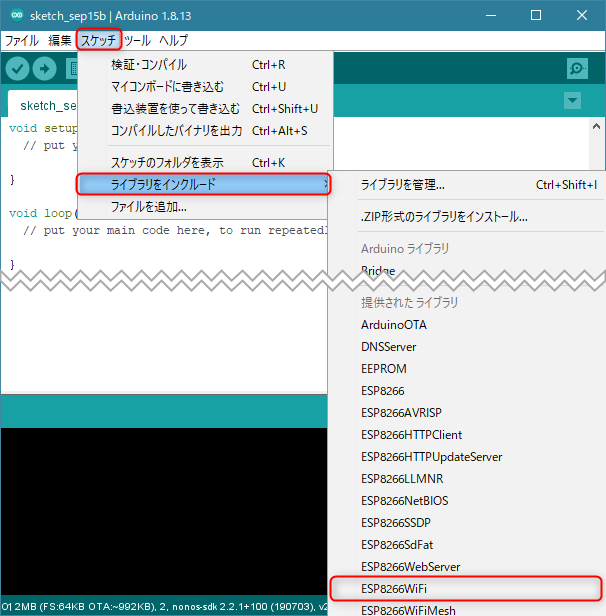 sketch_sep15b | Arduino 1.8.13
ファイル 編集 スケッチ ツール ヘルプ
検証・コンパイル Ctrl+R
マイコンボードに書き込む Ctrl+U
書込装置を使って書き込む Ctrl+Shift+U
コンパイルしたバイナリを出力 Ctrl+Alt+S
スケッチのフォルダを表示 Ctrl+K
ライブラリをインクルード
ファイルを追加...
sketch_se
void setup
// put y
}
void loop(
// put your main code here, to run repeatedl
}
ライブラリを管理... Ctrl+Shift+I
.ZIP形式のライブラリをインストール...
Arduino ライブラリ
Bridge
提供された ライブラリ
ArduinoOTA
DNSServer
EEPROM
ESP8266
ESP8266AVRISP
ESP8266HTTPClient
ESP8266HTTPUpdateServer
ESP8266LLMNR
ESP8266NetBIOS
ESP8266SSDP
ESP8266SdFat
ESP8266WebServer
ESP8266WiFi
ESP8266WiFiMesh
2MB (FS:64KB OTA:~992KB), 2, nonos-sdk 2.2.1+100 (190703), v2